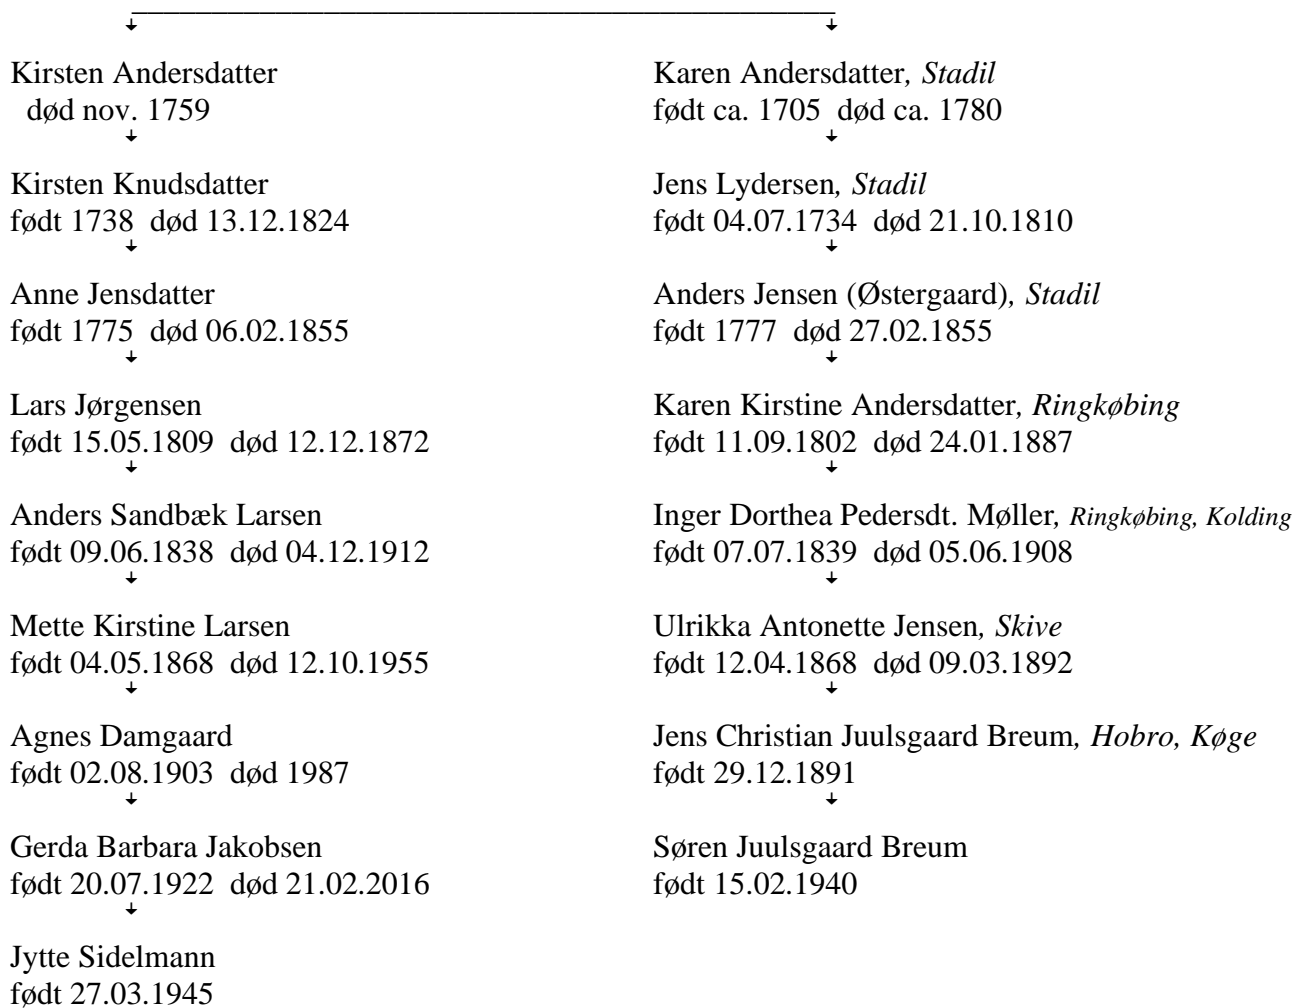 Kirsten Andersdatter
død nov. 1759
Kirsten Knudsdatter
født 1738 død 13.12.1824
Anne Jensdatter
født 1775 død 06.02.1855
Lars Jørgensen
født 15.05.1809 død 12.12.1872
Anders Sandbæk Larsen
født 09.06.1838 død 04.12.1912
Mette Kirstine Larsen
født 04.05.1868 død 12.10.1955
Agnes Damgaard
født 02.08.1903 død 1987
Gerda Barbara Jakobsen
født 20.07.1922 død 21.02.2016
Jytte Sidelmann
født 27.03.1945
Karen Andersdatter, Stadil
født ca. 1705 død ca. 1780
Jens Lydersen, Stadil
født 04.07.1734 død 21.10.1810
Anders Jensen (Østergaard), Stadil
født 1777 død 27.02.1855
Karen Kirstine Andersdatter, Ringkøbing
født 11.09.1802 død 24.01.1887
Inger Dorthea Pedersdt. Møller, Ringkøbing, Kolding
født 07.07.1839 død 05.06.1908
Ulrikka Antonette Jensen, Skive
født 12.04.1868 død 09.03.1892
Jens Christian Juulsgaard Breum, Hobro, Køge
født 29.12.1891
Søren Juulsgaard Breum
født 15.02.1940